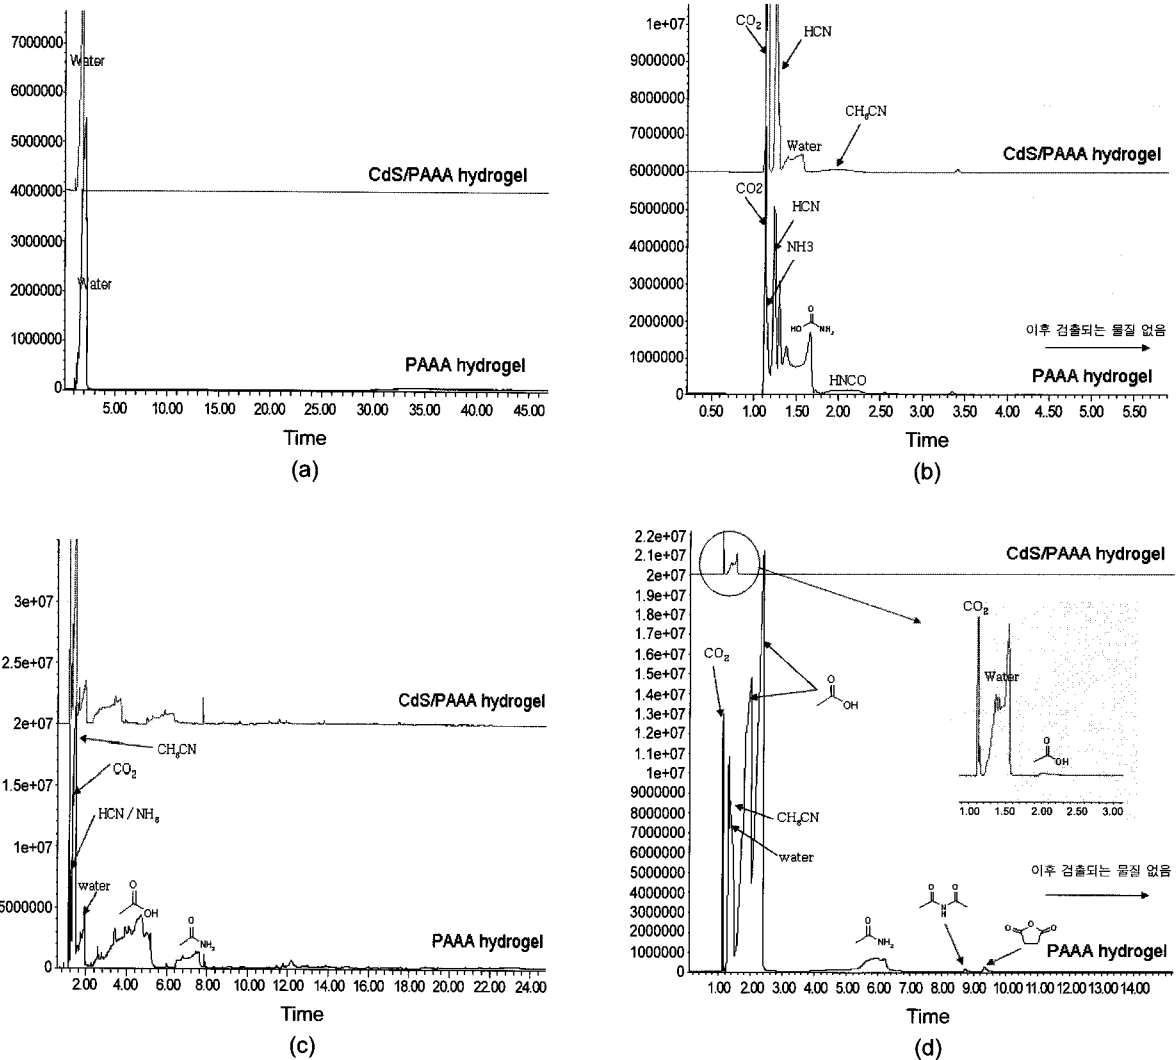 7000000
6000000
5000000
4000000
3000000
2000000
1000000
0
Water
CdS/PAAA hydrogel
Water
PAAA hydrogel
5.00 10.00 15.00 20.00 25.00 30.00 35.00 40.00 45.00
Time
(a)
1e+07
9000000
8000000
7000000
6000000
5000000
4000000
3000000
2000000
1000000
0
CO2
HCN
CH3CN
Water
CdS/PAAA hydrogel
CO2
HCN
NH3
O
HO NH2
HNCO
이후 검출되는 물질 없음
PAAA hydrogel
0.50 1.00 1.50 2.00 2.50 3.00 3.50 4.00 4.50 5.00 5.50
Time
(b)
3e+07
2.5e+07
2e+07
1.5e+07
1e+07
5000000
0
CdS/PAAA hydrogel
CH3CN
CO2
HCN / NH3
water
O
OH
O
NH2
PAAA hydrogel
2.00 4.00 6.00 8.00 10.00 12.00 14.00 16.00 18.00 20.00 22.00 24.00
Time
(c)
2.2e+07
2.1e+07
2e+07
1.9e+07
1.8e+07
1.7e+07
1.6e+07
1.5e+07
1.4e+07
1.3e+07
1.2e+07
1.1e+07
1e+07
9000000
8000000
7000000
6000000
5000000
4000000
3000000
2000000
1000000
0
CdS/PAAA hydrogel
CO2
Water
O
OH
1.00 1.50 2.00 2.50 3.00
CO2
O
OH
CH3CN
water
이후 검출되는 물질 없음
O
NH2
O O
N
H
O O O
PAAA hydrogel
1.00 2.00 3.00 4.00 5.00 6.00 7.00 8.00 9.00 10.00 11.00 12.00 13.00 14.00
Time
(d)